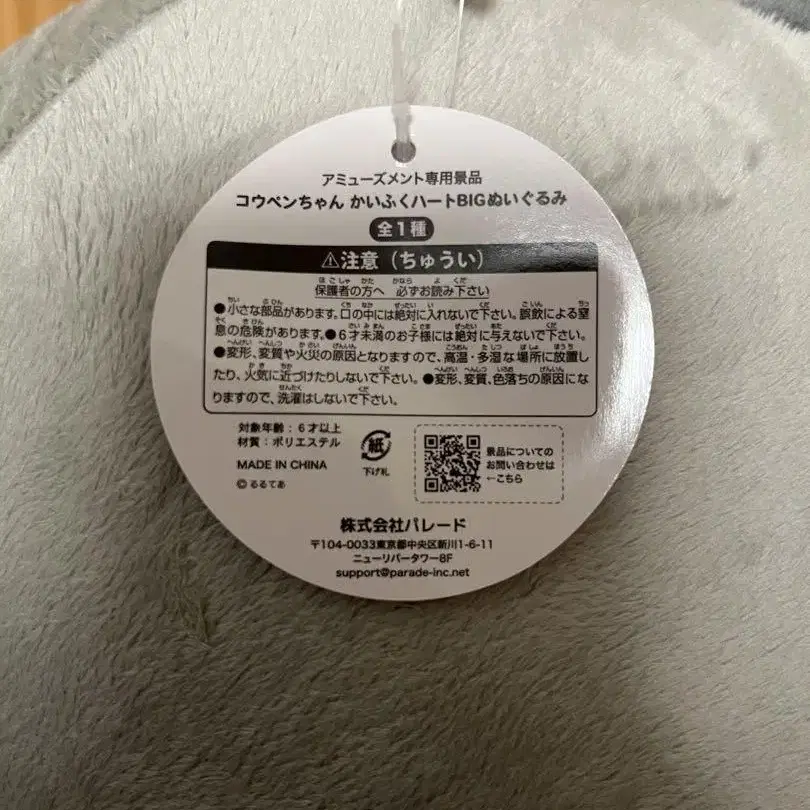 アミューズメント専用景品
コウペンちゃん かいふくハートBIGぬいぐるみ
全1種
⚠注意（ちゅうい）
保護者の方へ 必ずお読み下さい
●小さな部品があります。口の中には絶対に入れないで下さい。誤飲による窒
息の危険があります。●6才未満のお子様には絶対に与えないで下さい。
●変形、変質や火災の原因となりますので、高温・多湿な場所に放置し
たり、火気に近づけたりしないで下さい。●変形、変質、色落ちの原因にな
りますので、洗濯はしないで下さい。
対象年齢：6才以上
材質：ポリエステル
MADE IN CHINA
©るるてあ
紙
下げ札
景品についての
お問い合わせは
←こちら
株式会社パレード
〒104-0033東京都中央区新川1-6-11
ニューリバータワー8F
support@parade-inc.net